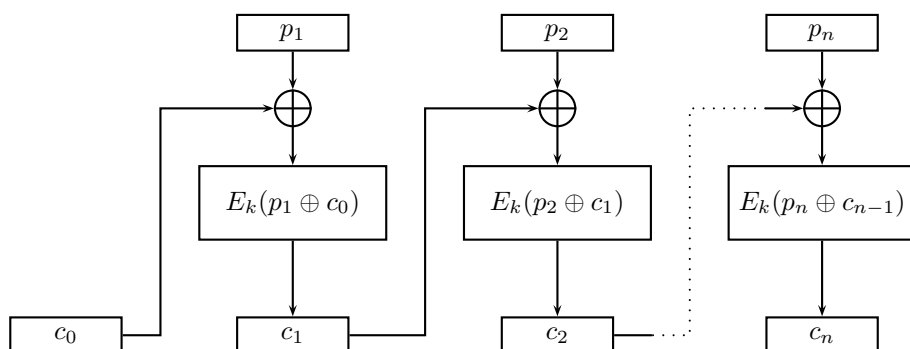 p₁ p₂ pₙ
Eₖ(p₁ ⊕ c₀) Eₖ(p₂ ⊕ c₁) Eₖ(pₙ ⊕ cₙ₋₁)
c₀ c₁ c₂ cₙ